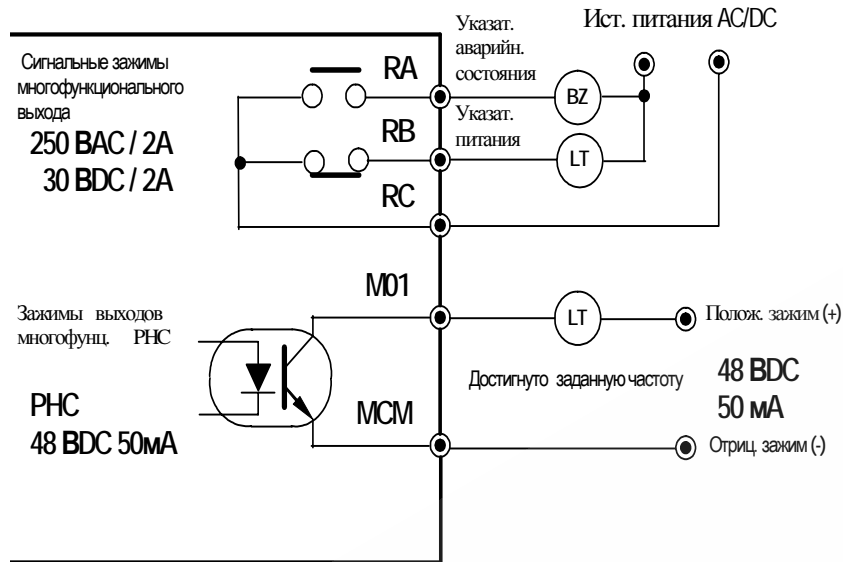 Указат.
аварийн.
состояния
Ист. питания AC/DC
Сигнальные зажимы
многофункционального
выхода
250 BAC / 2A
30 BDC / 2A
RA
BZ
Указат.
питания
RB
LT
RC
M01
Зажимы выходов
многофунц. PHC
LT
Полож. зажим (+)
Достигнуто заданную частоту
48 BDC
50 мА
PHC
48 BDC 50мА
MCM
Отриц. зажим (-)